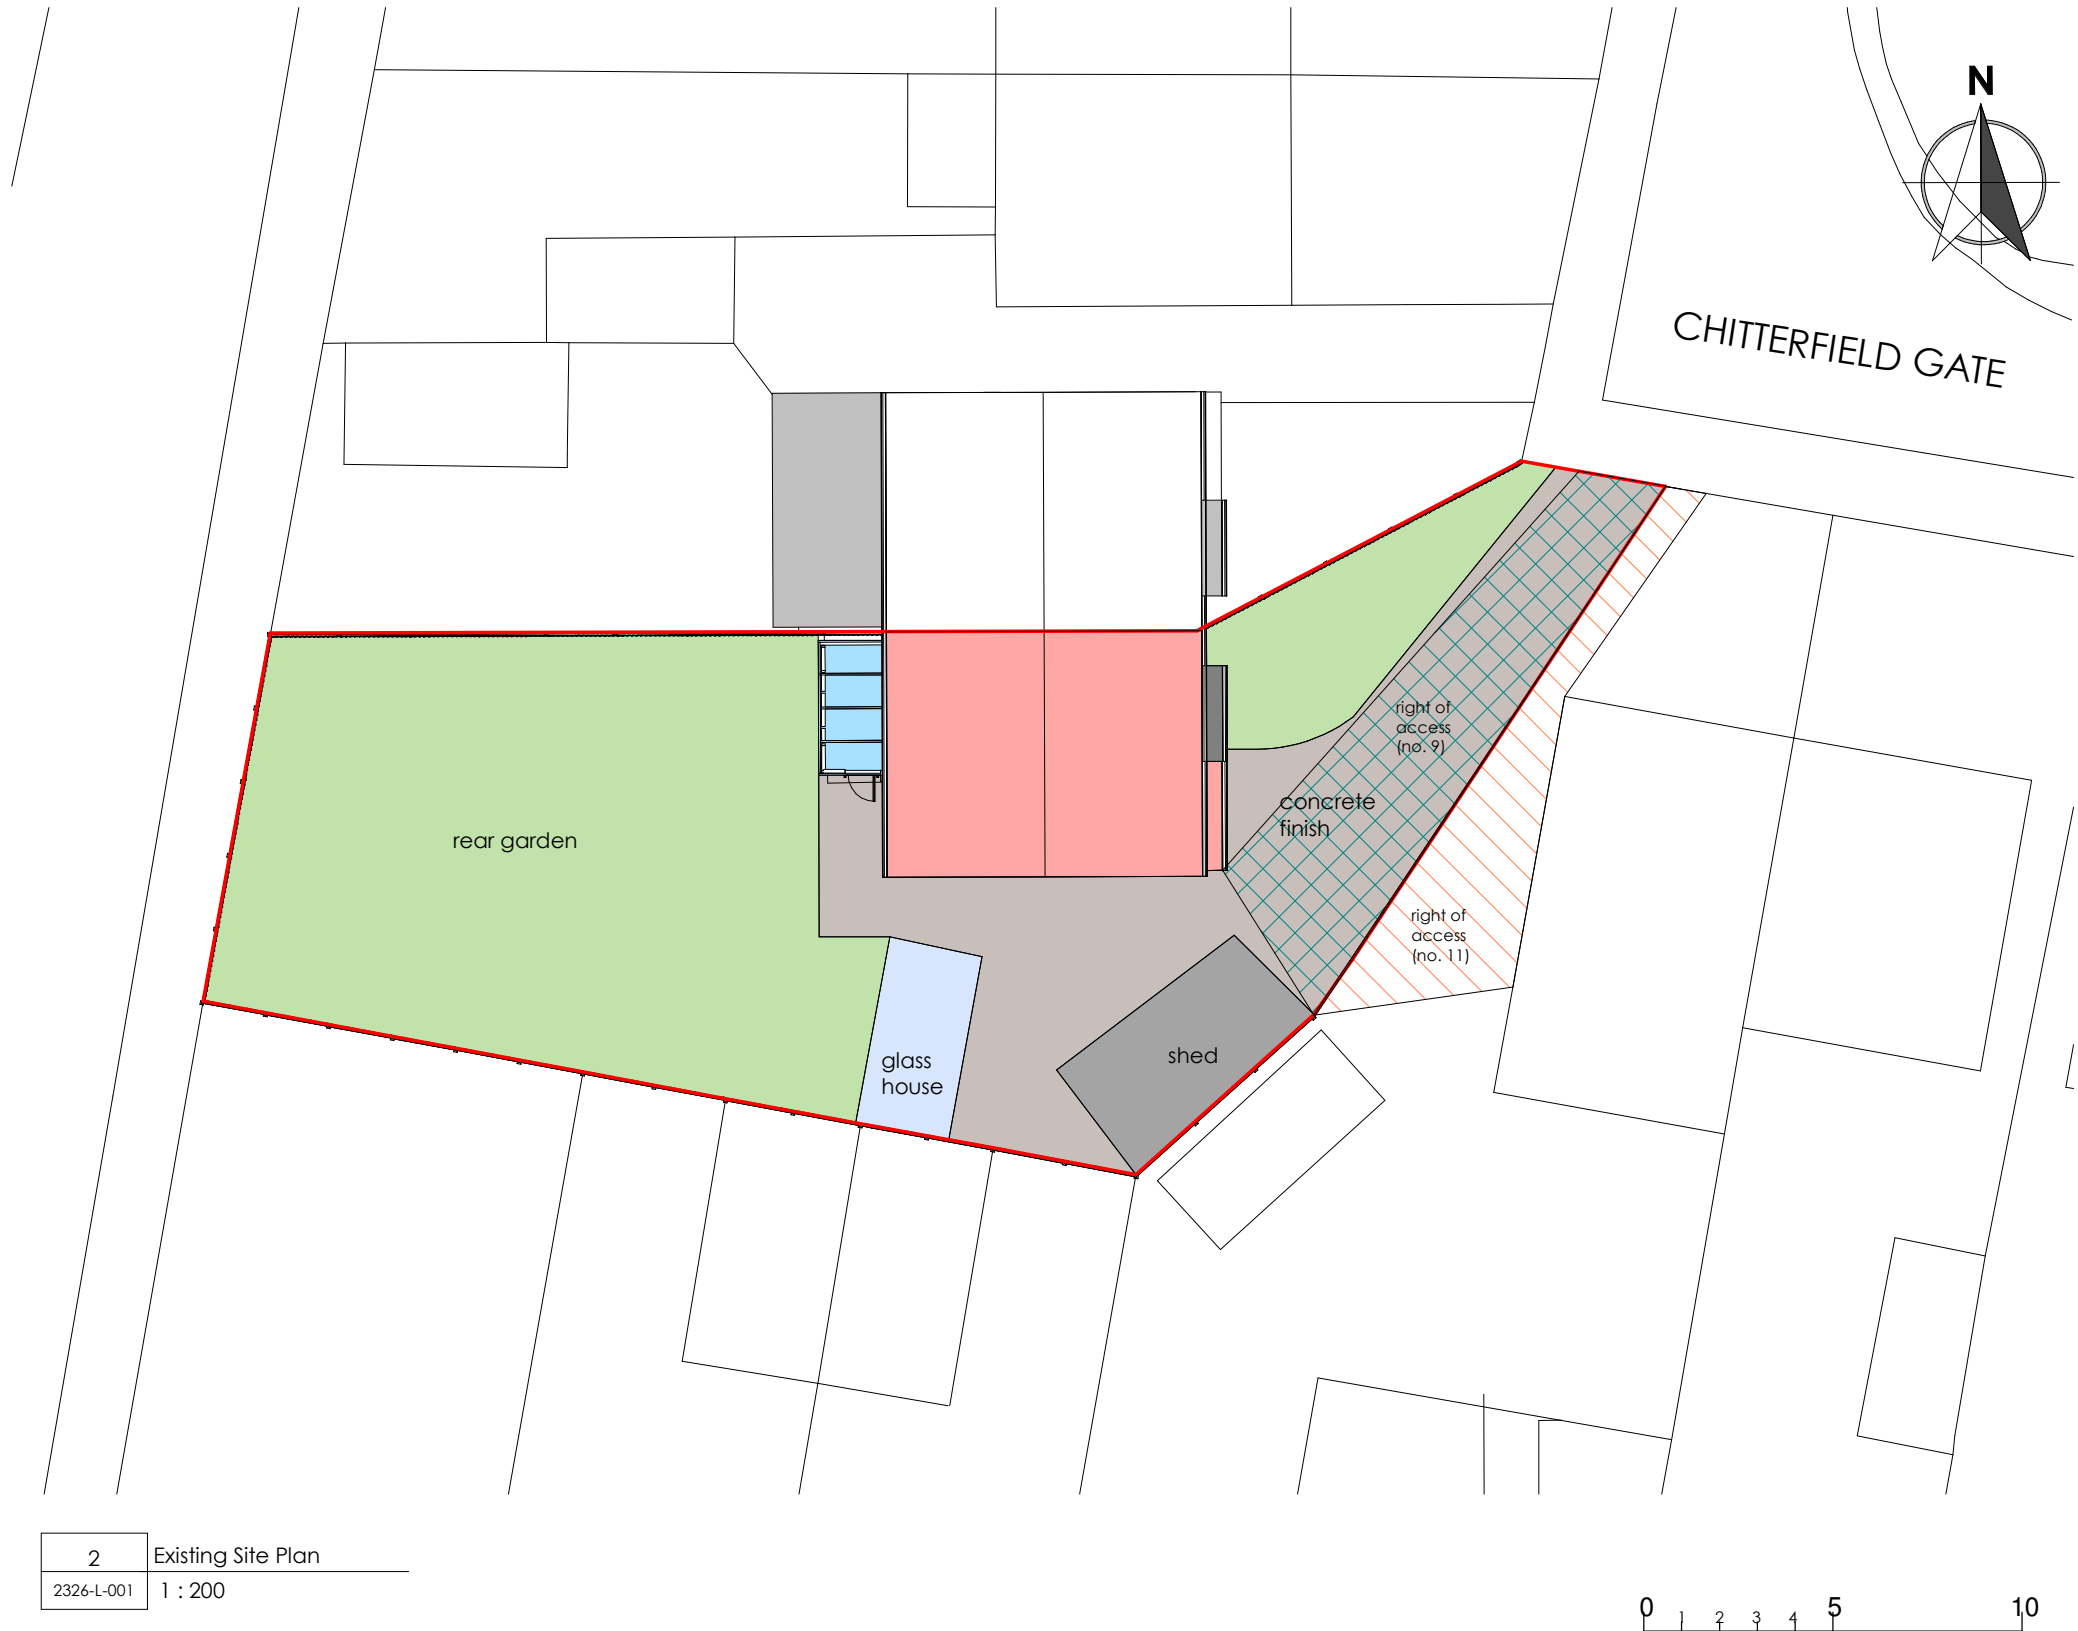 N
CHITTERFIELD GATE
right of
access
(no. 9)
concrete
finish
rear garden
right of
access
(no. 11)
glass
house
shed
2
Existing Site Plan
2326-L-001
1 : 200
0 1 2 3 4 5 10